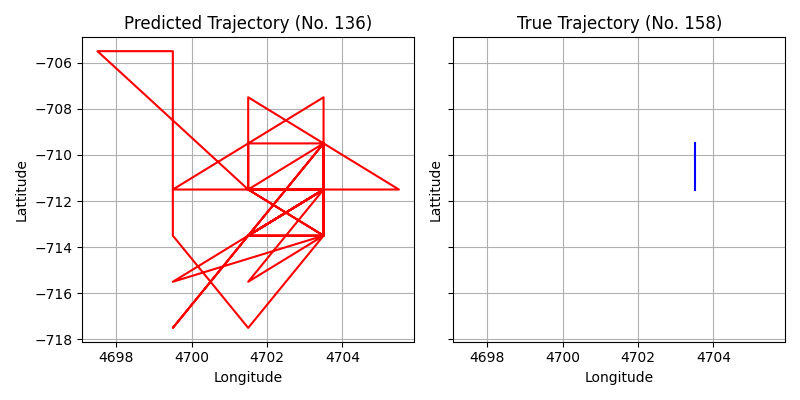 Predicted Trajectory (No. 136)
True Trajectory (No. 158)
Lattitude
−706
−708
−710
−712
−714
−716
−718
4698
4700
4702
4704
Longitude
Lattitude
4698
4700
4702
4704
Longitude